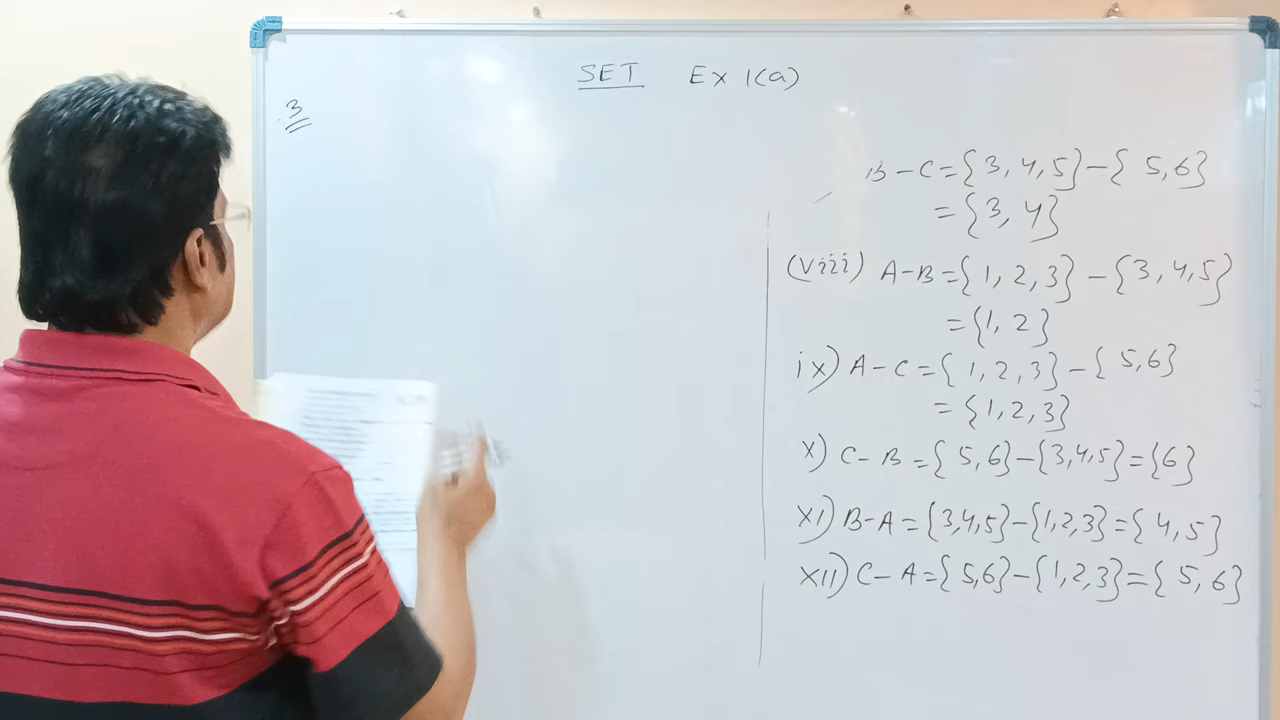 SET Ex 1(a)
3
B-C={3,4,5}-{5,6}
={3,4}
(viii) A-B={1,2,3}-{3,4,5}
={1,2}
ix) A-C={1,2,3}-{5,6}
={1,2,3}
x) C-B={5,6}-{3,4,5}={6}
xi) B-A={3,4,5}-{1,2,3}={4,5}
xii) C-A={5,6}-{1,2,3}={5,6}